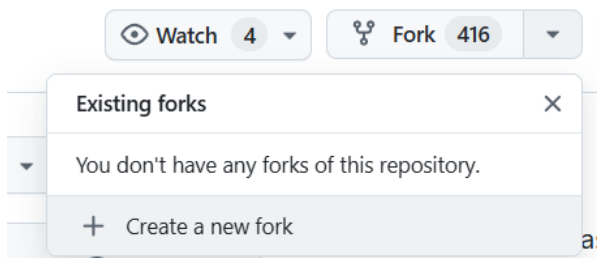 Watch 4
Fork 416
Existing forks
You don't have any forks of this repository.
Create a new fork